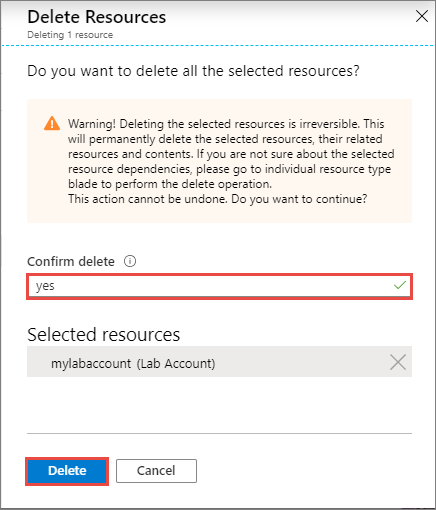 Delete Resources
Deleting 1 resource
Do you want to delete all the selected resources?
Warning! Deleting the selected resources is irreversible. This
will permanently delete the selected resources, their related
resources and contents. If you are not sure about the selected
resource dependencies, please go to individual resource type
blade to perform the delete operation.
This action cannot be undone. Do you want to continue?
Confirm delete
yes
Selected resources
mylabaccount (Lab Account)
Delete
Cancel